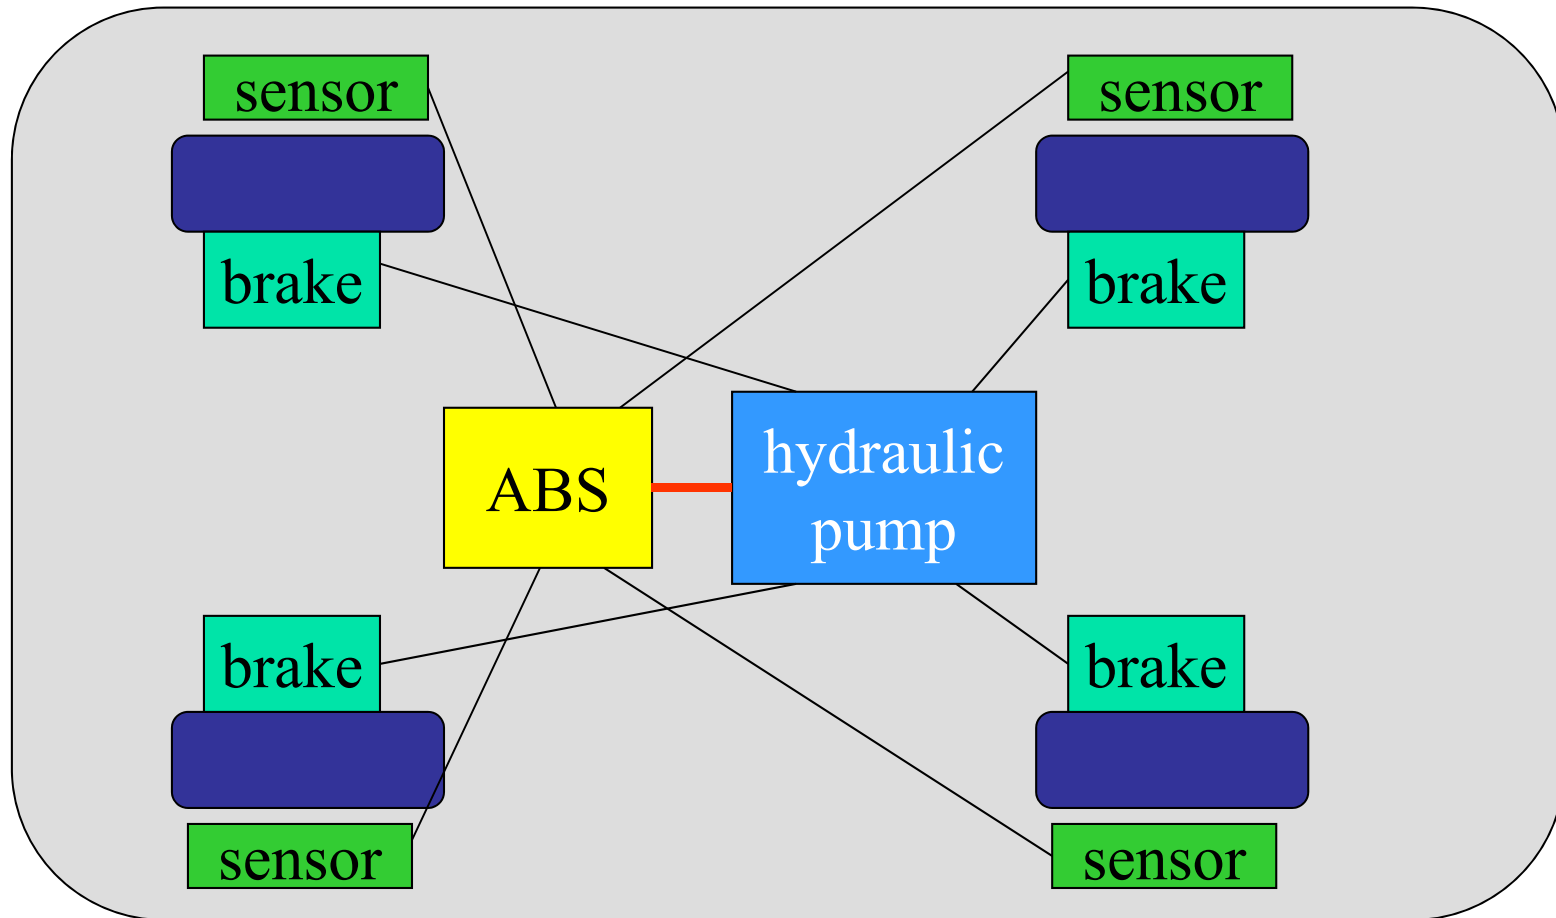 sensor
sensor
brake
brake
ABS
hydraulic
pump
brake
brake
sensor
sensor